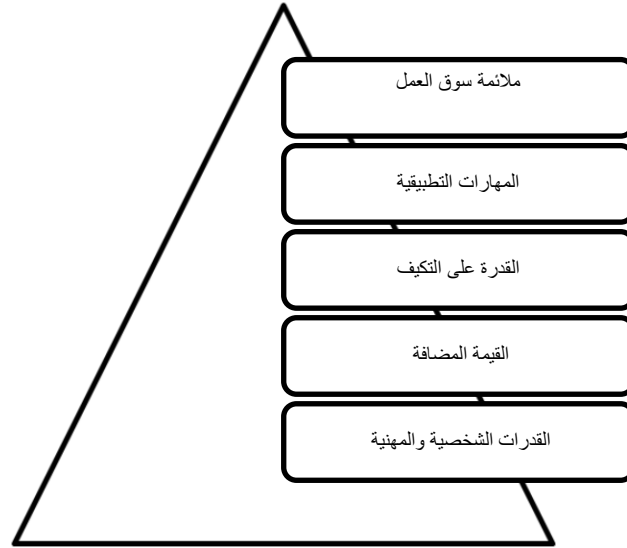 ملائمة سوق العمل
المهارات التطبيقية
القدرة على التكيف
القيمة المضافة
القدرات الشخصية والمهنية